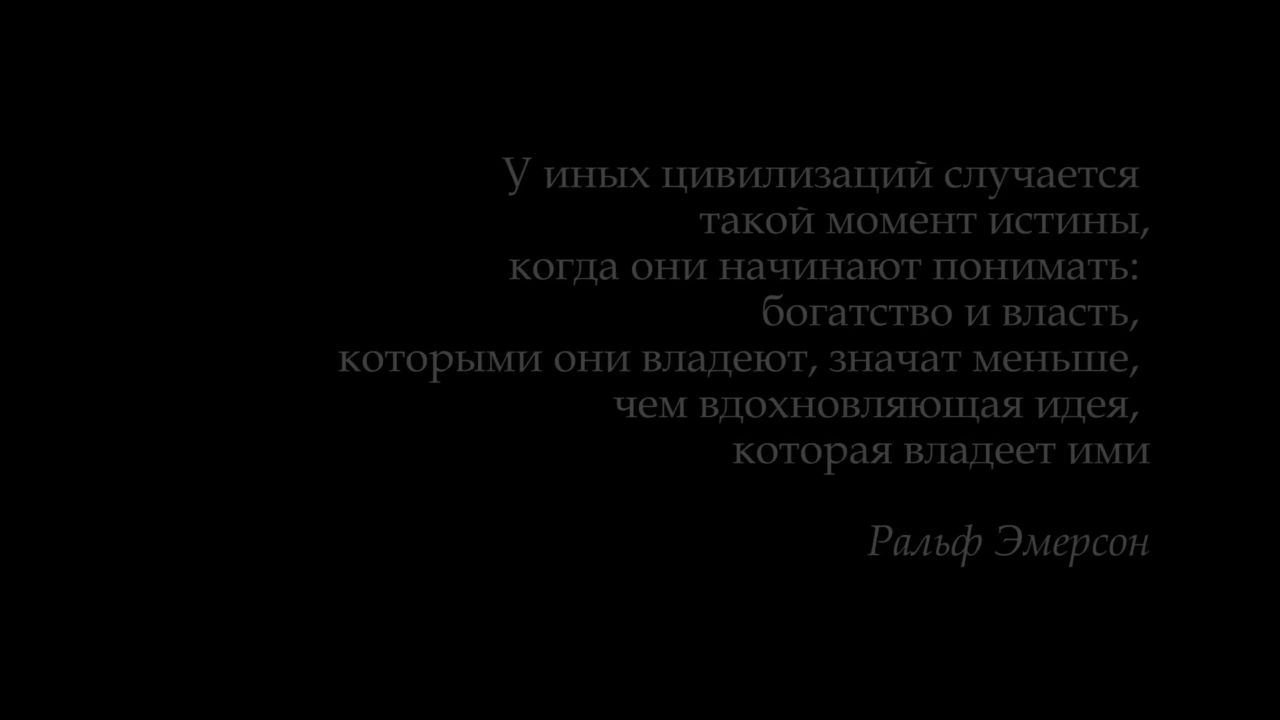 У иных цивилизаций случается
такой момент истины,
когда они начинают понимать:
богатство и власть,
которыми они владеют, значат меньше,
чем вдохновляющая идея,
которая владеет ими
Ральф Эмерсон